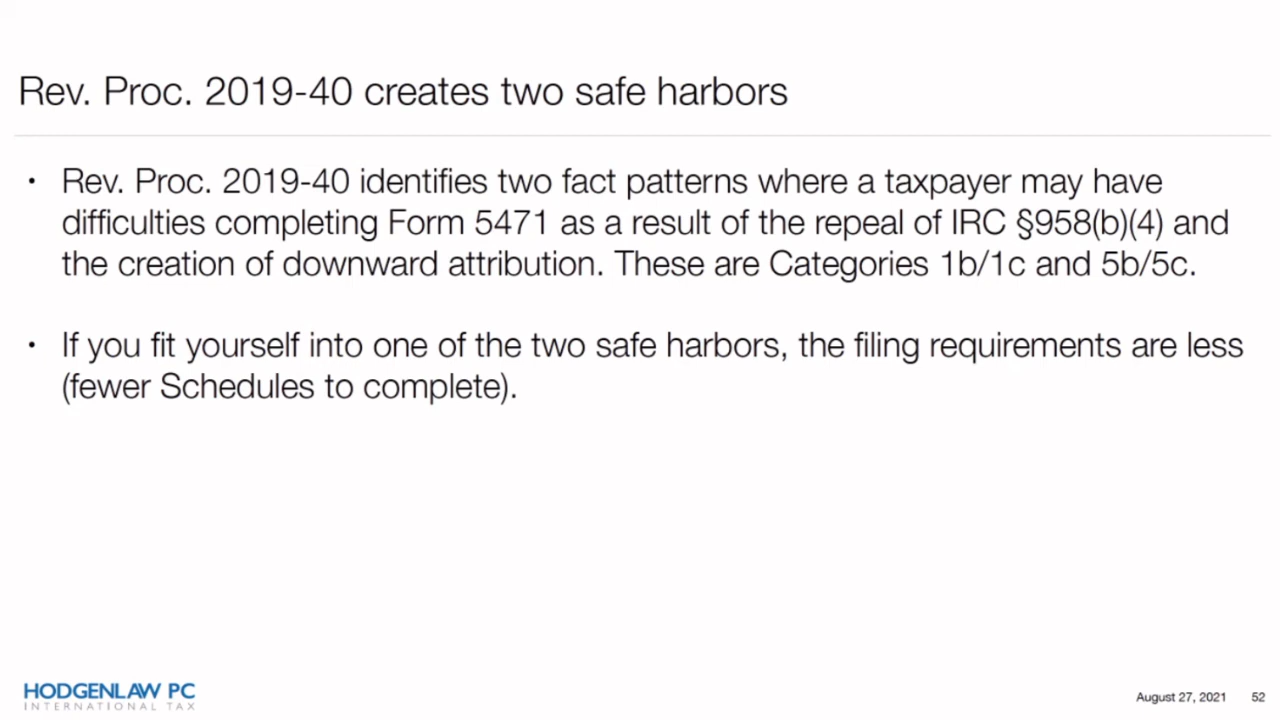 Rev. Proc. 2019-40 creates two safe harbors
• Rev. Proc. 2019-40 identifies two fact patterns where a taxpayer may have
difficulties completing Form 5471 as a result of the repeal of IRC §958(b)(4) and
the creation of downward attribution. These are Categories 1b/1c and 5b/5c.
• If you fit yourself into one of the two safe harbors, the filing requirements are less
(fewer Schedules to complete).
HODGENLAW PC
INTERNATIONAL TAX
August 27, 2021 52